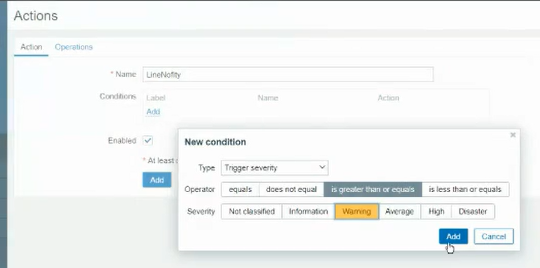 Actions
Action Operations
* Name LineNofity
Conditions Label Name Action
Add
Enabled
* At least
Add
New condition
Type Trigger severity
Operator equals does not equal is greater than or equals is less than or equals
Severity Not classified Information Warning Average High Disaster
Add Cancel